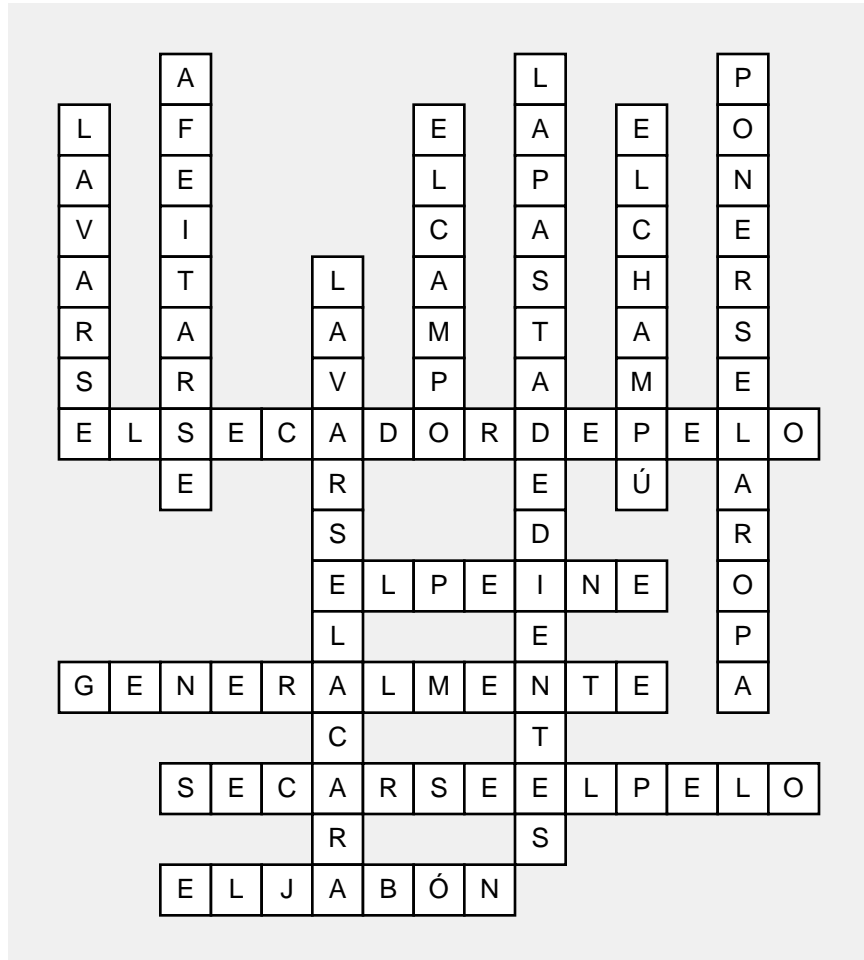 AFEITARSE
LAPASTADEDIENTES
PONERSELAROPA
LAVARSE
ELCAMPO
ELCHAMPÚ
LAVARSELACARA
ELSECADORDEPELO
ELPEINE
GENERALMENTE
SECARSEELPELO
ELJABÓN